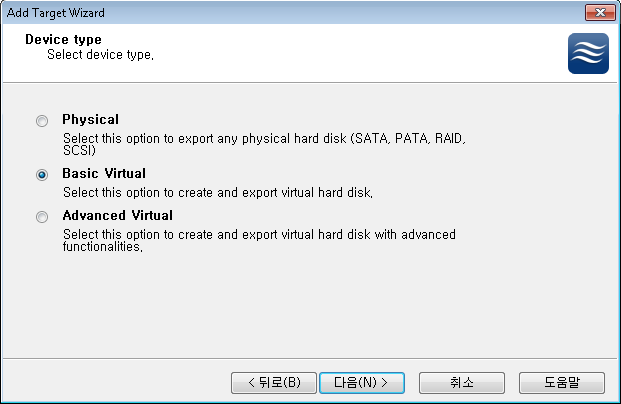 Add Target Wizard
Device type
Select device type.
Physical
Select this option to export any physical hard disk (SATA, PATA, RAID,
SCSI)
Basic Virtual
Select this option to create and export virtual hard disk.
Advanced Virtual
Select this option to create and export virtual hard disk with advanced
functionalities.
< 뒤로(B) 다음(N) > 취소 도움말